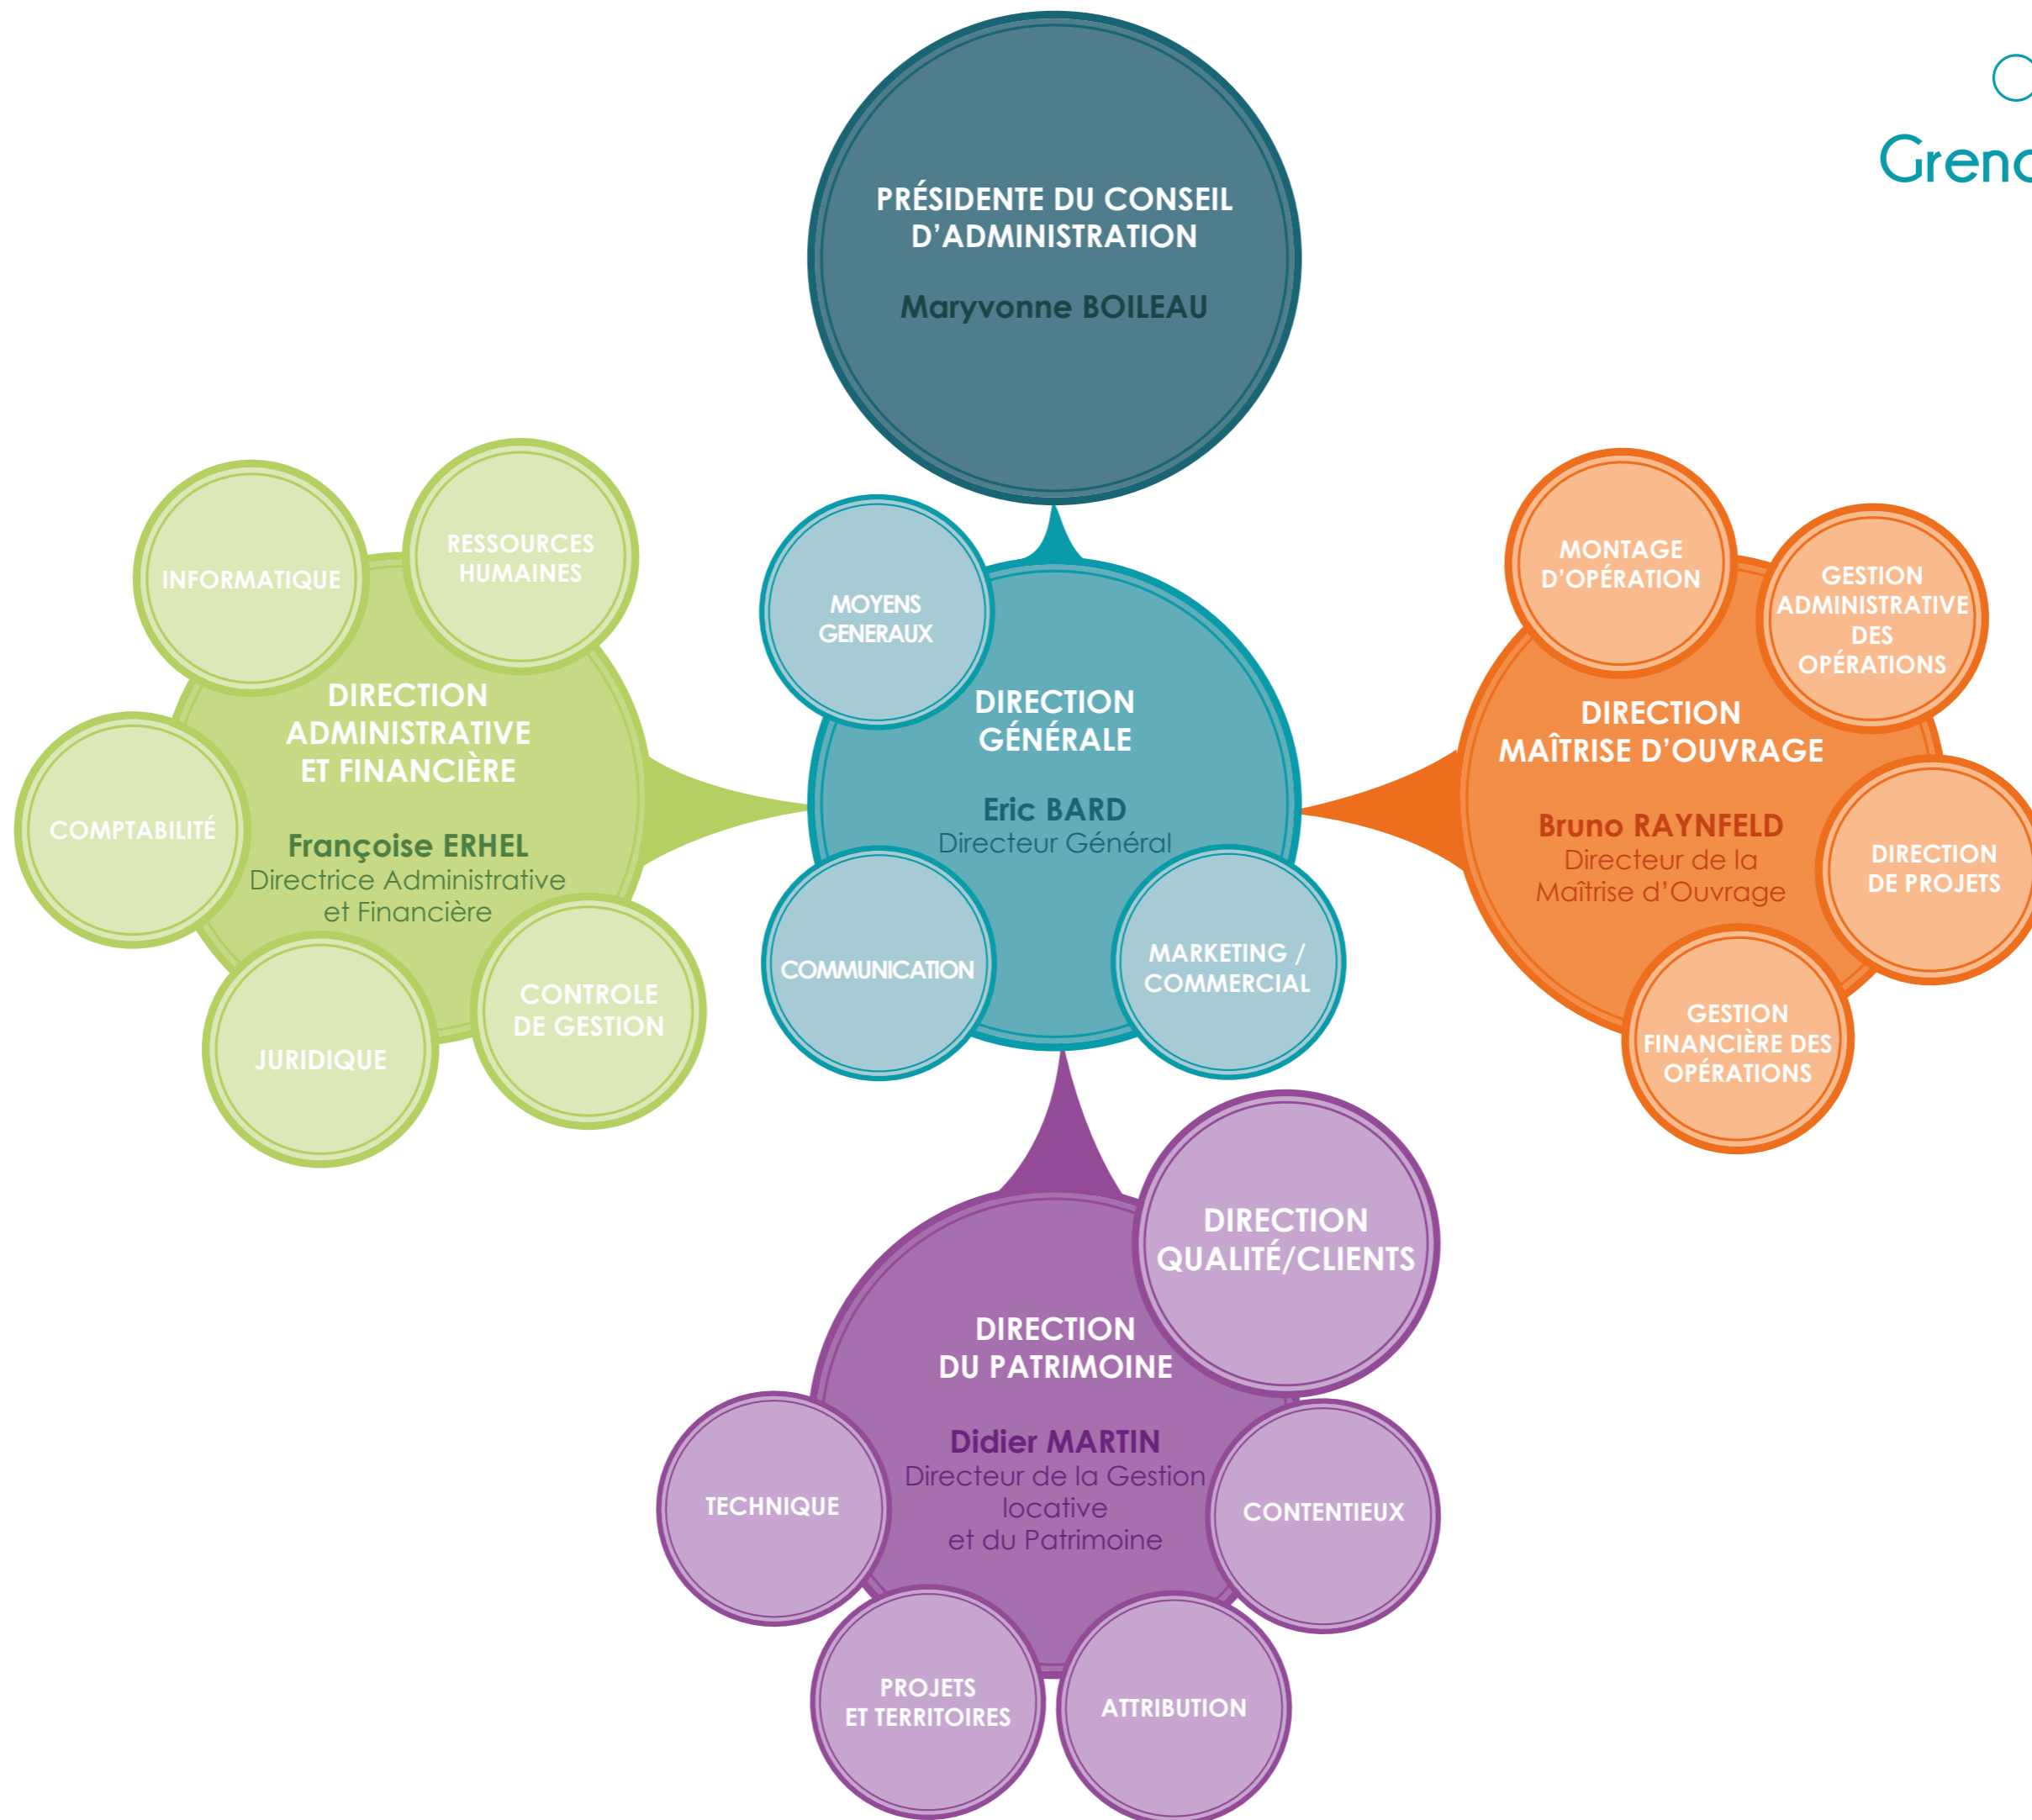 PRÉSIDENTE DU CONSEIL
D’ADMINISTRATION
Maryvonne BOILEAU
INFORMATIQUE
RESSOURCES
HUMAINES
DIRECTION
ADMINISTRATIVE
ET FINANCIÈRE
Françoise ERHEL
Directrice Administrative
et Financière
COMPTABILITÉ
JURIDIQUE
CONTROLE
DE GESTION
MOYENS
GENERAUX
DIRECTION
GÉNÉRALE
Eric BARD
Directeur Général
COMMUNICATION
MARKETING /
COMMERCIAL
MONTAGE
D’OPÉRATION
GESTION
ADMINISTRATIVE
DES
OPÉRATIONS
DIRECTION
MAÎTRISE D’OUVRAGE
Bruno RAYNFELD
Directeur de la
Maîtrise d’Ouvrage
DIRECTION
DE PROJETS
GESTION
FINANCIÈRE DES
OPÉRATIONS
DIRECTION
QUALITÉ/CLIENTS
DIRECTION
DU PATRIMOINE
Didier MARTIN
Directeur de la Gestion
locative
et du Patrimoine
TECHNIQUE
CONTENTIEUX
PROJETS
ET TERRITOIRES
ATTRIBUTION